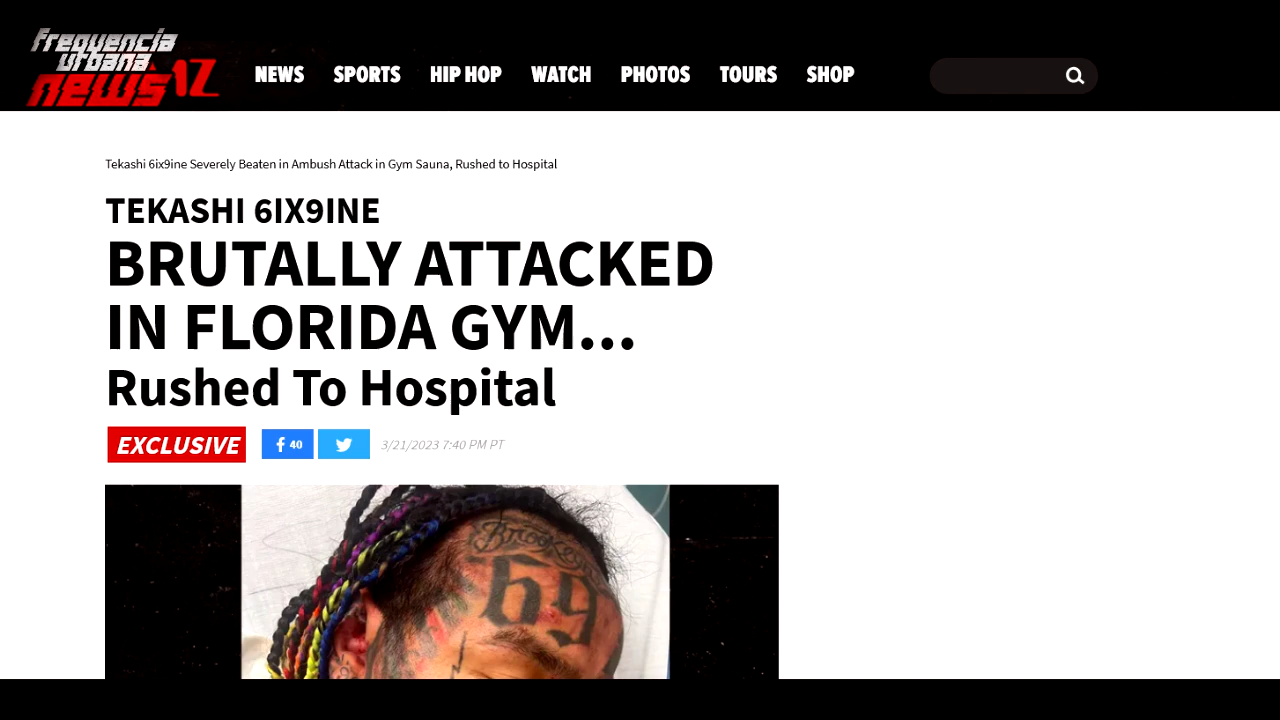 frequencia
urbana
news 12
NEWS SPORTS HIP HOP WATCH PHOTOS TOURS SHOP
Tekashi 6ix9ine Severely Beaten in Ambush Attack in Gym Sauna, Rushed to Hospital
TEKASHI 6IX9INE
BRUTALLY ATTACKED
IN FLORIDA GYM...
Rushed To Hospital
EXCLUSIVE 40 3/21/2023 7:40 PM PT
69